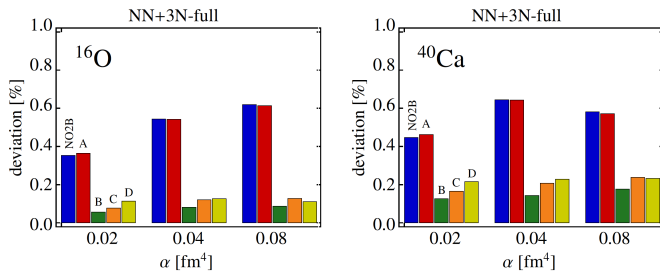 NN+3N-full
¹⁶O
deviation [%]
1.0
0.8
0.6
0.4
0.2
0.0
NO2B
A
B
C
D
0.02
0.04
0.08
α [fm⁴]
NN+3N-full
⁴⁰Ca
deviation [%]
1.0
0.8
0.6
0.4
0.2
0.0
NO2B
A
B
C
D
0.02
0.04
0.08
α [fm⁴]